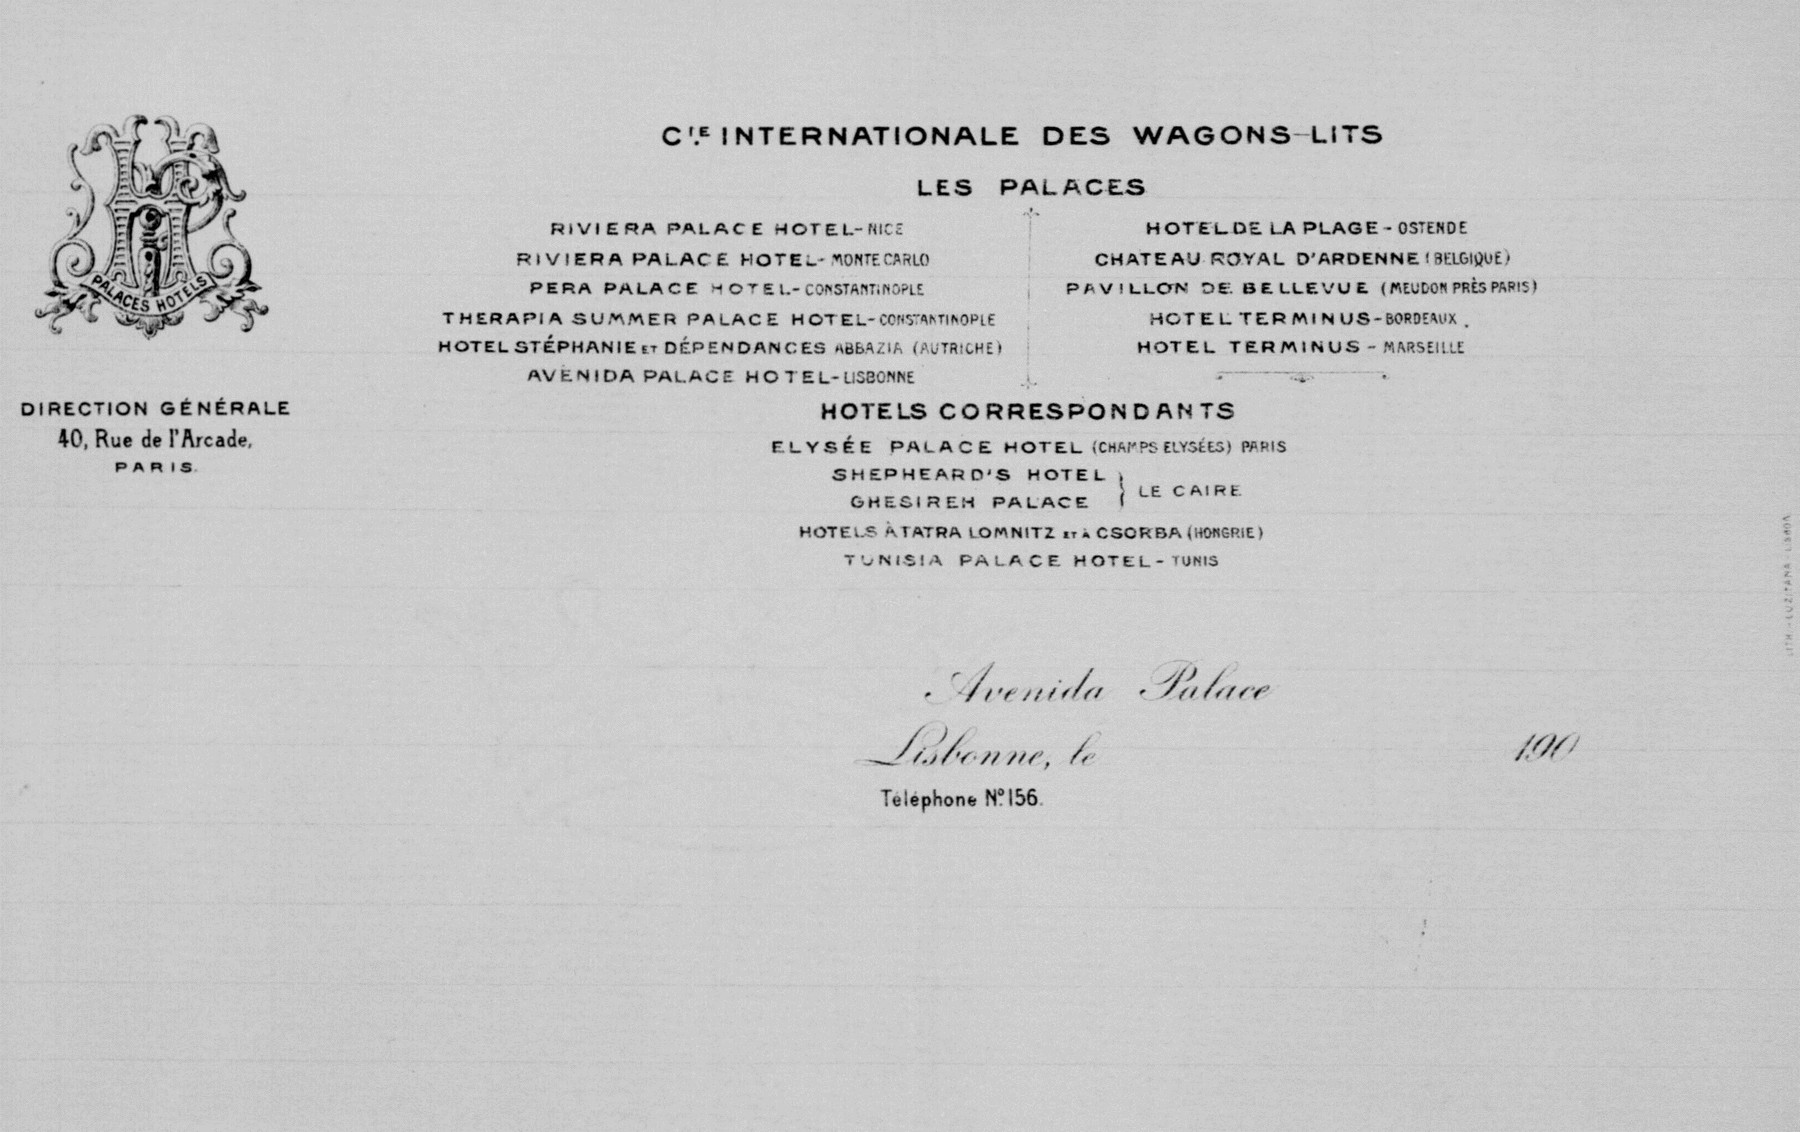 PALACES HOTELS
DIRECTION GÉNÉRALE
40, Rue de l'Arcade,
PARIS.
Cie INTERNATIONALE DES WAGONS-LITS
LES PALACES
RIVIERA PALACE HOTEL-NICE
RIVIERA PALACE HOTEL-MONTE CARLO
PERA PALACE HOTEL-CONSTANTINOPLE
THERAPIA SUMMER PALACE HOTEL-CONSTANTINOPLE
HOTEL STÉPHANIE ET DÉPENDANCES ABBAZIA (AUTRICHE)
AVENIDA PALACE HOTEL-LISBONNE
HOTEL DE LA PLAGE - OSTENDE
CHATEAU ROYAL D'ARDENNE (BELGIQUE)
PAVILLON DE BELLEVUE (MEUDON PRÈS PARIS)
HOTEL TERMINUS-BORDEAUX
HOTEL TERMINUS - MARSEILLE
HOTELS CORRESPONDANTS
ELYSÉE PALACE HOTEL (CHAMPS ELYSÉES) PARIS
SHEPHEARD'S HOTEL
GHESIREH PALACE
LE CAIRE
HOTELS À TATRA LOMNITZ ET À CSORBA (HONGRIE)
TUNISIA PALACE HOTEL - TUNIS
Avenida Palace
Lisbonne, le 190
Téléphone Nº 156.
LITH. - LUZITANA - LISBOA